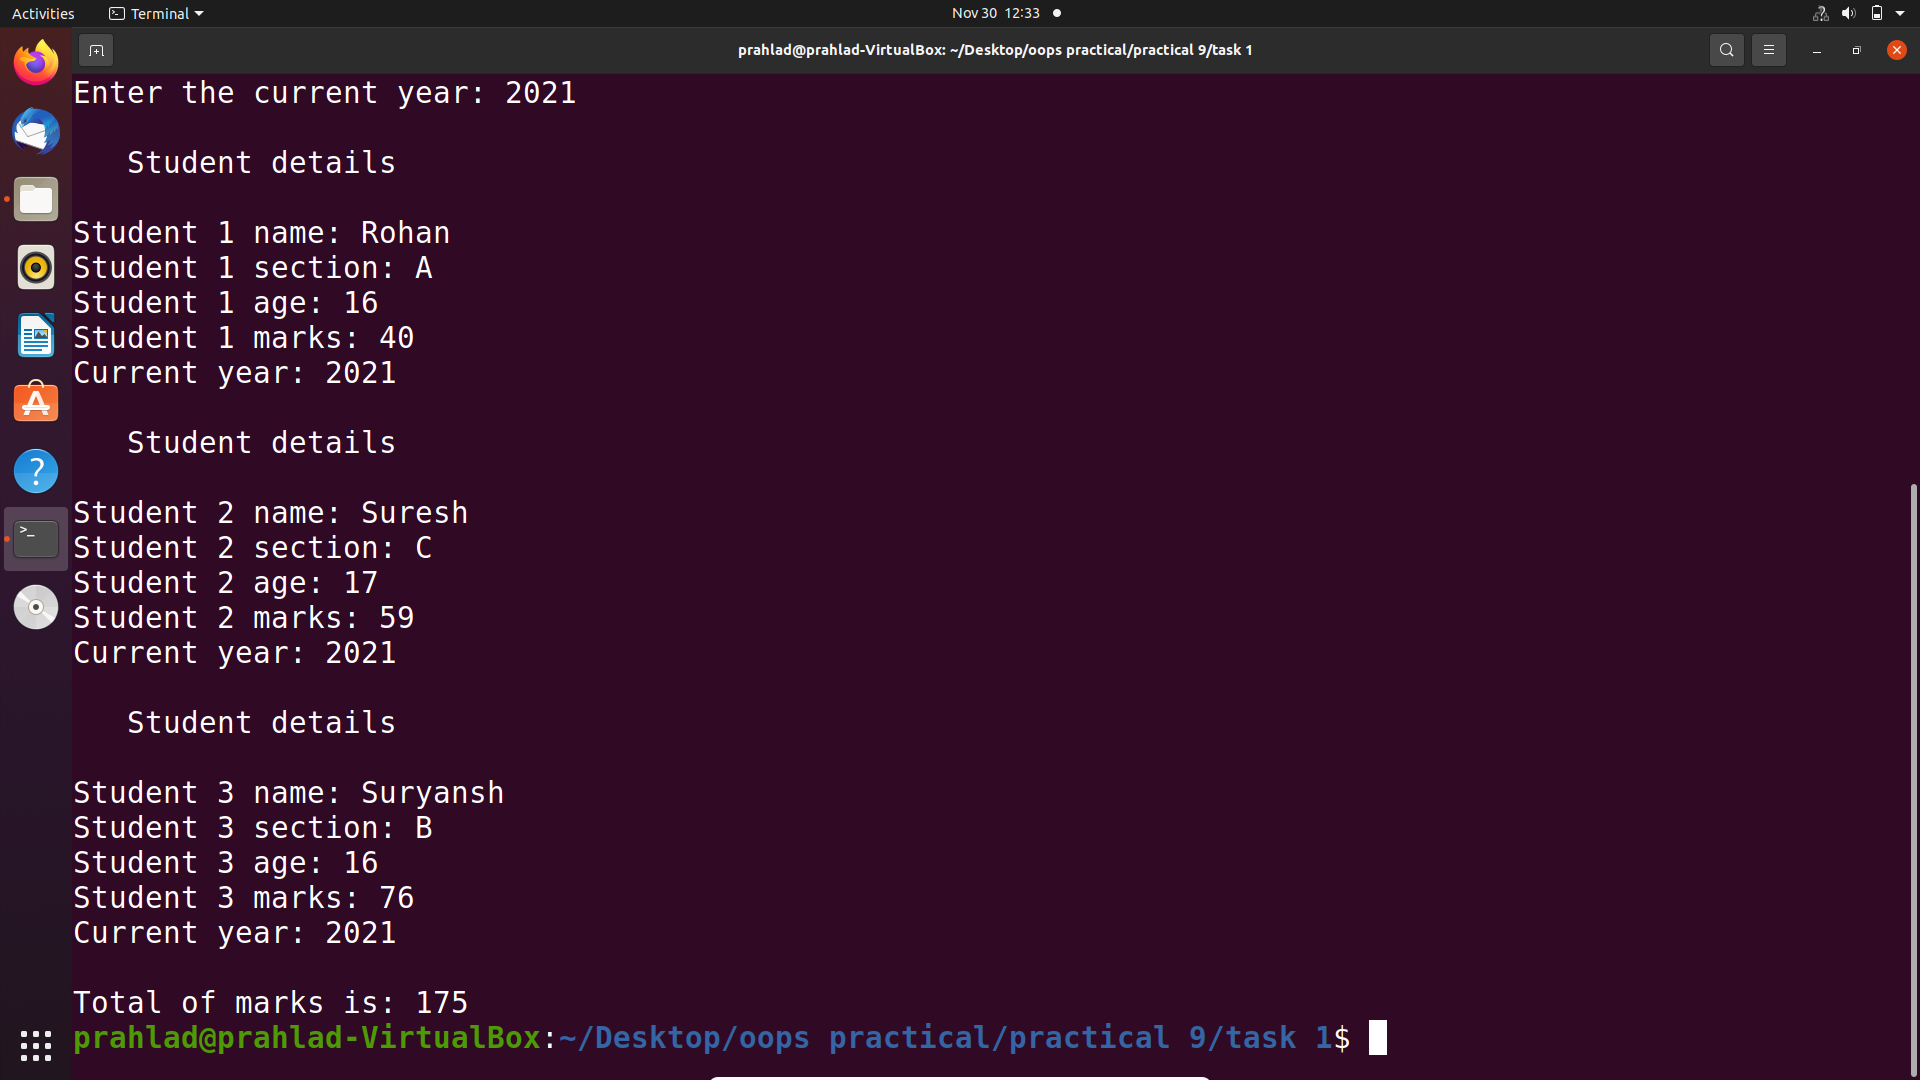 Activities
Terminal
Nov 30 12:33
prahlad@prahlad-VirtualBox: ~/Desktop/oops practical/practical 9/task 1
Enter the current year: 2021
Student details
Student 1 name: Rohan
Student 1 section: A
Student 1 age: 16
Student 1 marks: 40
Current year: 2021
Student details
Student 2 name: Suresh
Student 2 section: C
Student 2 age: 17
Student 2 marks: 59
Current year: 2021
Student details
Student 3 name: Suryansh
Student 3 section: B
Student 3 age: 16
Student 3 marks: 76
Current year: 2021
Total of marks is: 175
prahlad@prahlad-VirtualBox:~/Desktop/oops practical/practical 9/task 1$